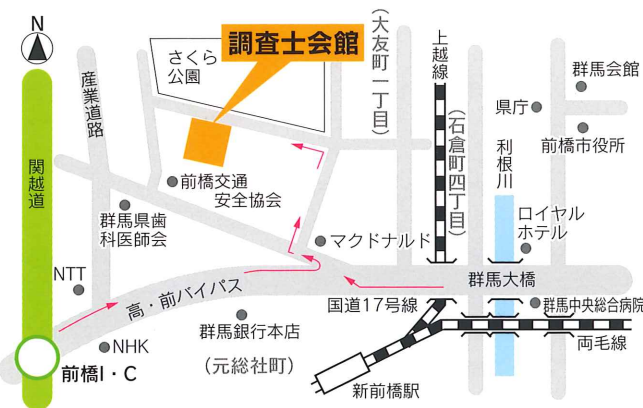 N
さくら
公園
調査士会館
（大友町一丁目）
上越線
群馬会館
県庁
前橋市役所
産業道路
関越道
（石倉町四丁目）
利根川
前橋交通
安全協会
群馬県歯
科医師会
マクドナルド
ロイヤル
ホテル
NTT
高・前バイパス
群馬大橋
国道17号線
群馬中央総合病院
群馬銀行本店
NHK
両毛線
前橋I・C
（元総社町）
新前橋駅